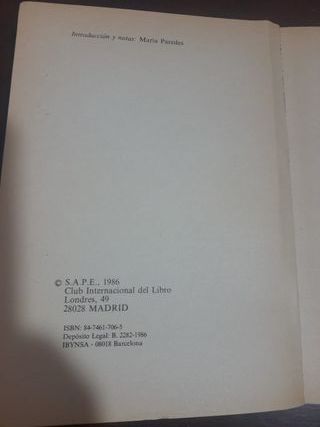 Introducción y notas: María Paredes
© S.A.P.E., 1986
Club Internacional del Libro
Londres, 49
28028 MADRID
ISBN: 84-7461-706-5
Depósito Legal: B. 2282-1986
IBYNSA - 08018 Barcelona